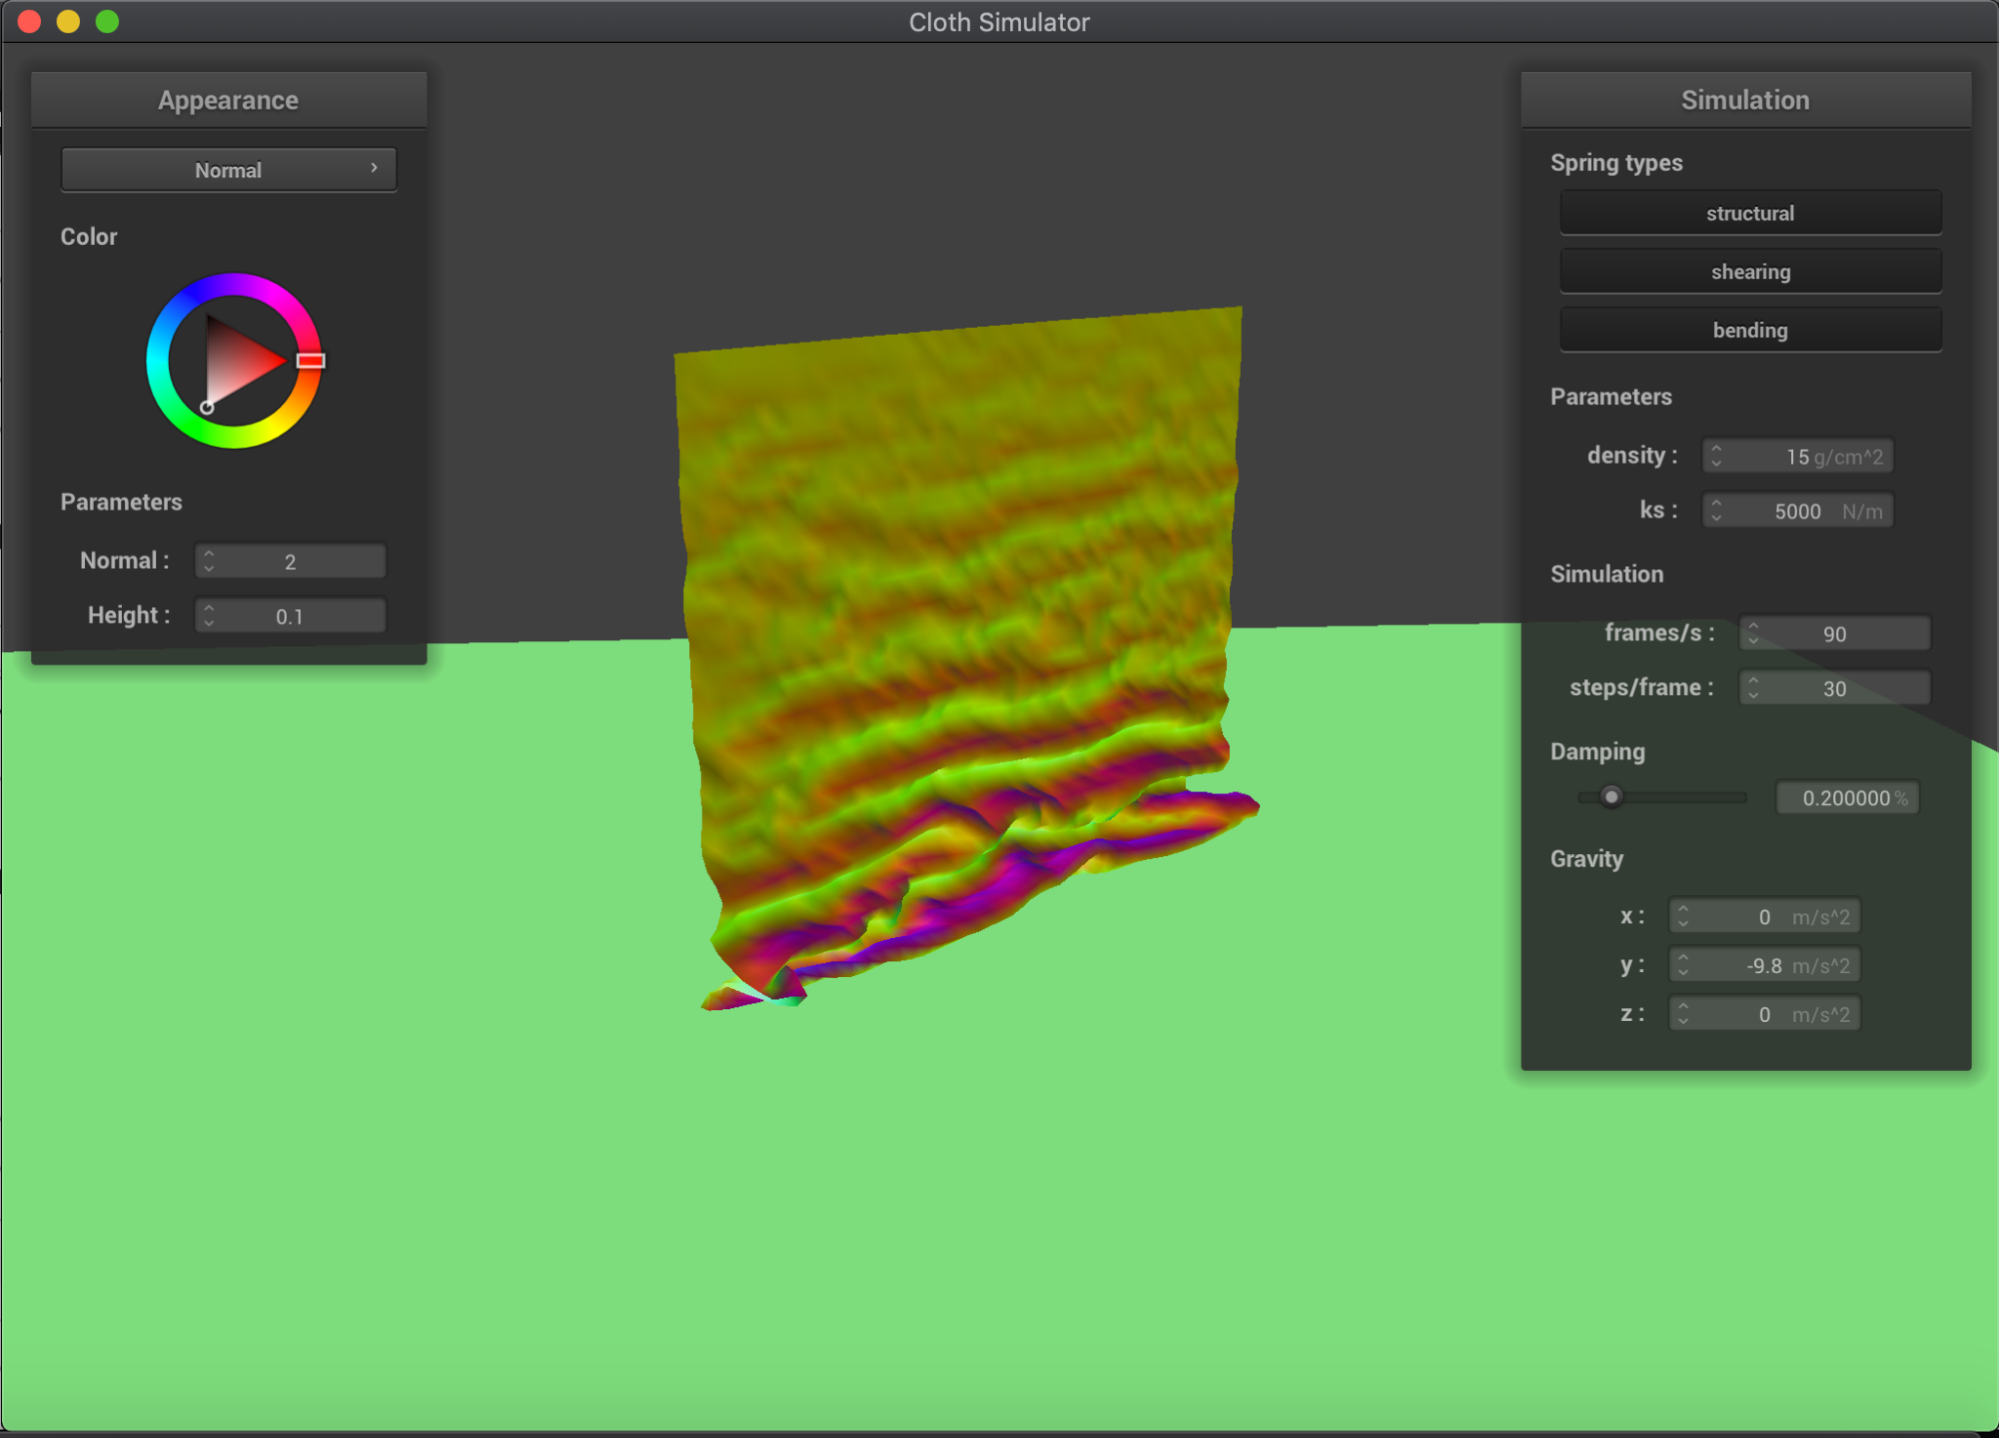 Cloth Simulator
Appearance
Normal
Color
Parameters
Normal : 2
Height : 0.1
Simulation
Spring types
structural
shearing
bending
Parameters
density : 15 g/cm^2
ks : 5000 N/m
Simulation
frames/s : 90
steps/frame : 30
Damping
0.200000 %
Gravity
x : 0 m/s^2
y : -9.8 m/s^2
z : 0 m/s^2